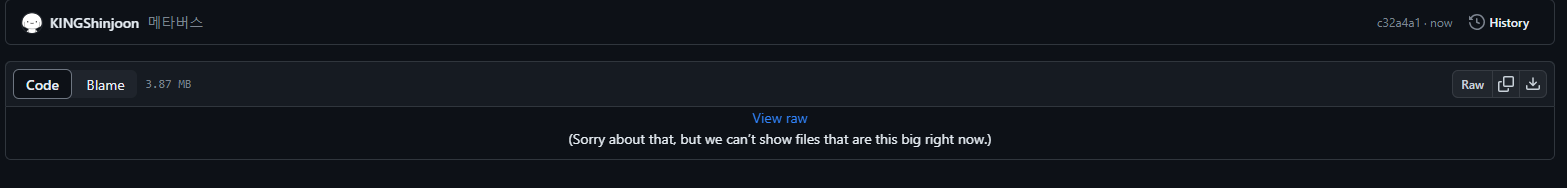 KINGShinjoon 메타버스 c32a4a1 · now History
Code Blame 3.87 MB Raw
View raw
(Sorry about that, but we can’t show files that are this big right now.)